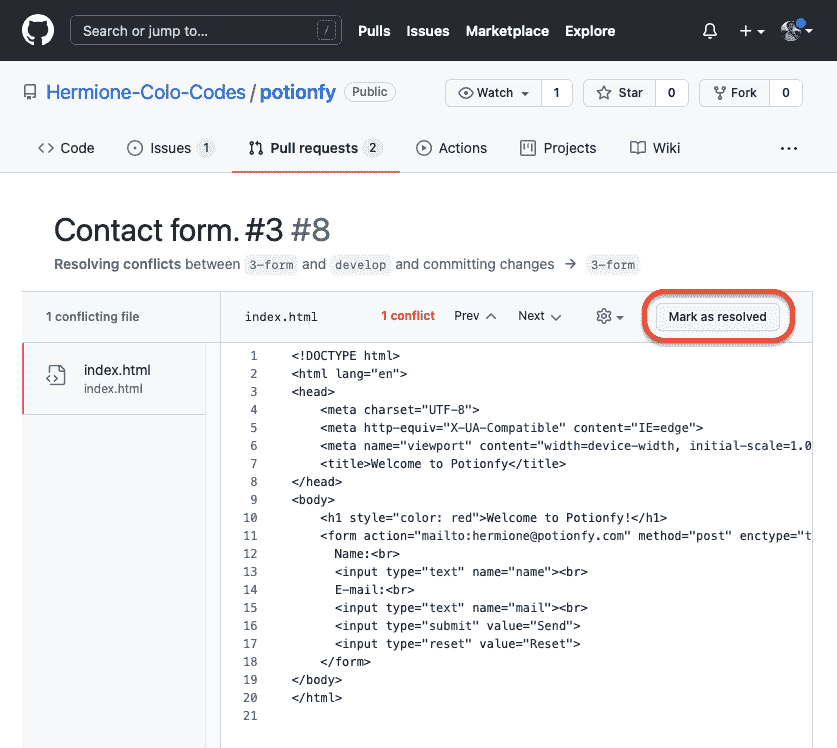 Search or jump to... / Pulls Issues Marketplace Explore
Hermione-Colo-Codes / potionfy Public Watch 1 Star 0 Fork 0
Code Issues 1 Pull requests 2 Actions Projects Wiki ...
Contact form. #3 #8
Resolving conflicts between 3-form and develop and committing changes → 3-form
1 conflicting file index.html 1 conflict Prev Next Mark as resolved
index.html
index.html
1 <!DOCTYPE html>
2 <html lang="en">
3 <head>
4 <meta charset="UTF-8">
5 <meta http-equiv="X-UA-Compatible" content="IE=edge">
6 <meta name="viewport" content="width=device-width, initial-scale=1.0
7 <title>Welcome to Potionfy</title>
8 </head>
9 <body>
10 <h1 style="color: red">Welcome to Potionfy!</h1>
11 <form action="mailto:hermione@potionfy.com" method="post" enctype="t
12 Name:<br>
13 <input type="text" name="name"><br>
14 E-mail:<br>
15 <input type="text" name="mail"><br>
16 <input type="submit" value="Send">
17 <input type="reset" value="Reset">
18 </form>
19 </body>
20 </html>
21